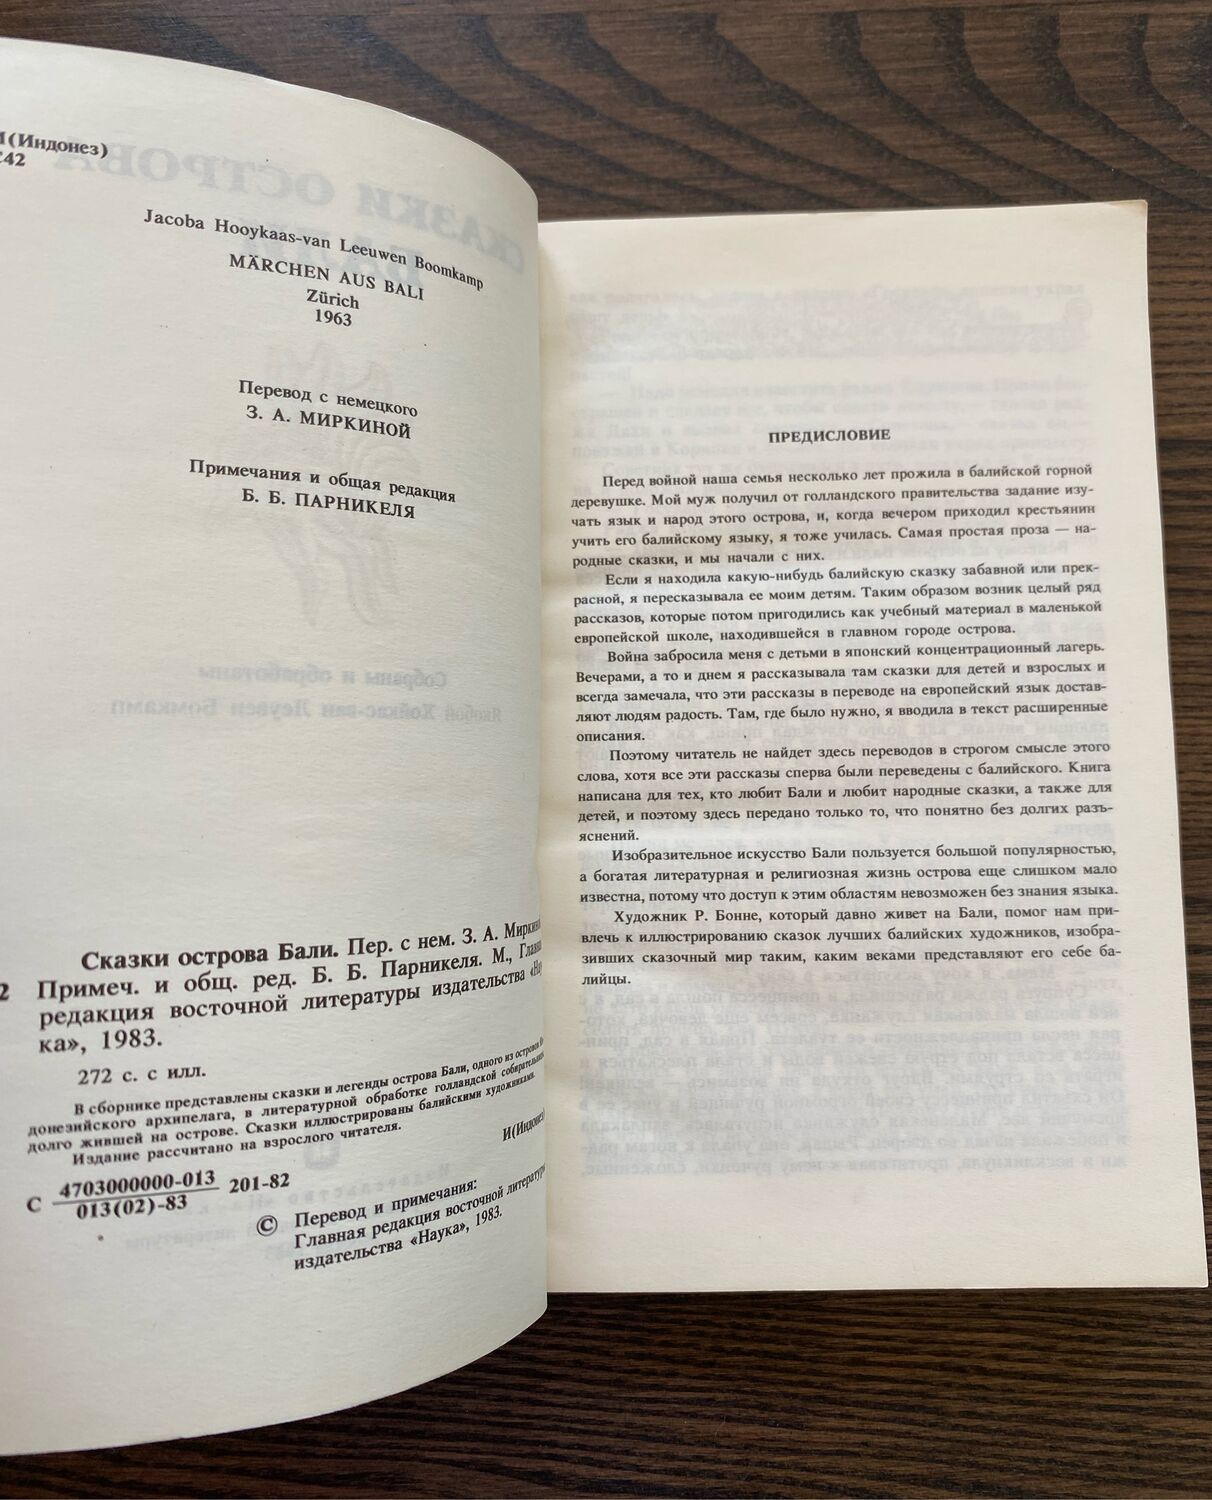 И(Индонез)
С42
Jacoba Hooykaas-van Leeuwen Boomkamp
MÄRCHEN AUS BALI
Zürich
1963
Перевод с немецкого
З. А. МИРКИНОЙ
Примечания и общая редакция
Б. Б. ПАРНИКЕЛЯ
Сказки острова Бали. Пер. с нем. З. А. Миркин
2 Примеч. и общ. ред. Б. Б. Парникеля. М., Главн
редакция восточной литературы издательства «Нау
ка», 1983.
272 с. с илл.
В сборнике представлены сказки и легенды острова Бали, одного из островов Ин
донезийского архипелага, в литературной обработке голландской собирательницы
долго жившей на острове. Сказки иллюстрированы балийскими художниками.
Издание рассчитано на взрослого читателя.
С 4703000000-013 201-82
013(02)-83
И(Индонез)
© Перевод и примечания:
Главная редакция восточной литературы
издательства «Наука», 1983.
ПРЕДИСЛОВИЕ
Перед войной наша семья несколько лет прожила в балийской горной
деревушке. Мой муж получил от голландского правительства задание изу-
чать язык и народ этого острова, и, когда вечером приходил крестьянин
учить его балийскому языку, я тоже училась. Самая простая проза — на-
родные сказки, и мы начали с них.
Если я находила какую-нибудь балийскую сказку забавной или прек-
расной, я пересказывала ее моим детям. Таким образом возник целый ряд
рассказов, которые потом пригодились как учебный материал в маленькой
европейской школе, находившейся в главном городе острова.
Война забросила меня с детьми в японский концентрационный лагерь.
Вечерами, а то и днем я рассказывала там сказки для детей и взрослых и
всегда замечала, что эти рассказы в переводе на европейский язык достав-
ляют людям радость. Там, где было нужно, я вводила в текст расширенные
описания.
Поэтому читатель не найдет здесь переводов в строгом смысле этого
слова, хотя все эти рассказы сперва были переведены с балийского. Книга
написана для тех, кто любит Бали и любит народные сказки, а также для
детей, и поэтому здесь передано только то, что понятно без долгих разъ-
яснений.
Изобразительное искусство Бали пользуется большой популярностью,
а богатая литературная и религиозная жизнь острова еще слишком мало
известна, потому что доступ к этим областям невозможен без знания языка.
Художник Р. Бонне, который давно живет на Бали, помог нам при-
влечь к иллюстрированию сказок лучших балийских художников, изобра-
зивших сказочный мир таким, каким веками представляют его себе ба-
лийцы.